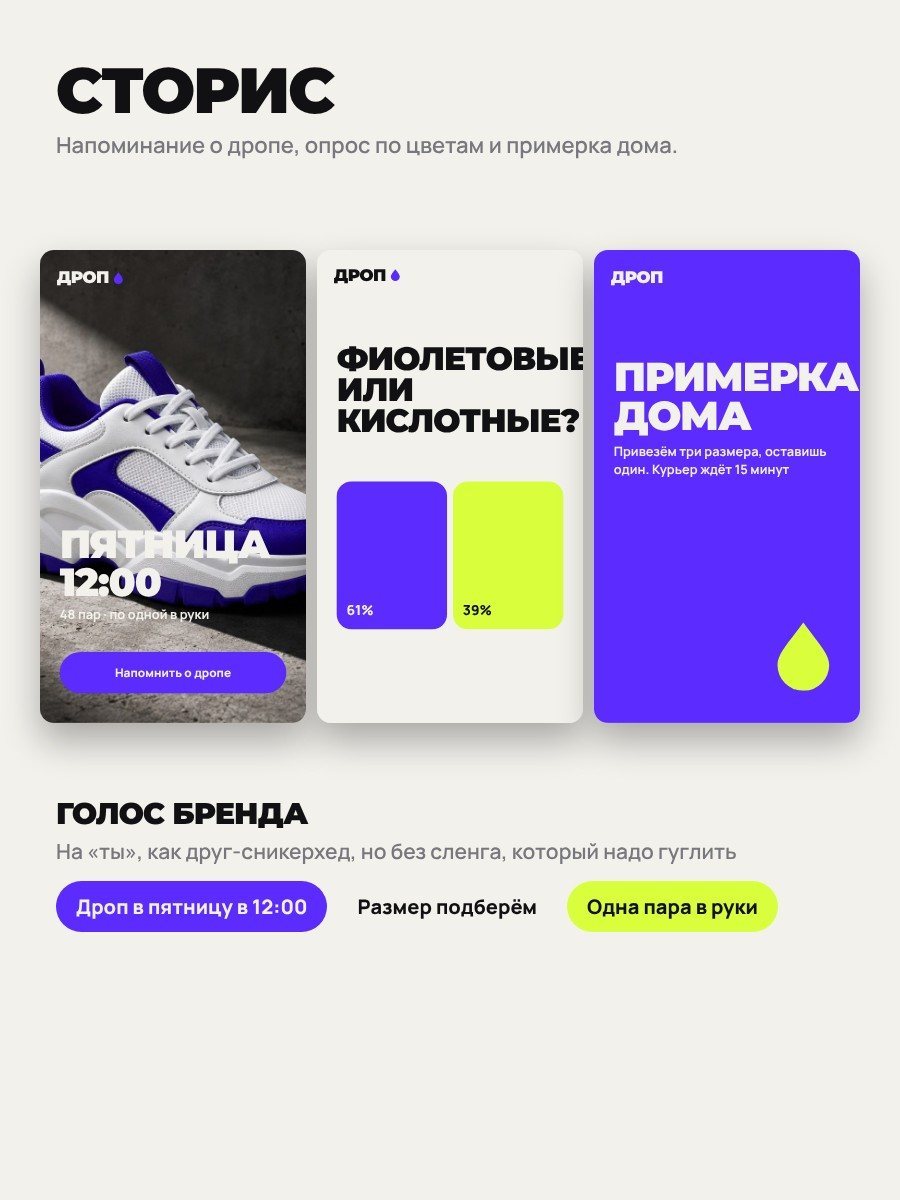 СТОРИС
Напоминание о дропе, опрос по цветам и примерка дома.
ДРОП
ПЯТНИЦА
12:00
48 пар · по одной в руки
Напомнить о дропе
ДРОП
ФИОЛЕТОВЫЕ
ИЛИ
КИСЛОТНЫЕ?
61%
39%
ДРОП
ПРИМЕРКА
ДОМА
Привезём три размера, оставишь
один. Курьер ждёт 15 минут
ГОЛОС БРЕНДА
На «ты», как друг-сникерхед, но без сленга, который надо гуглить
Дроп в пятницу в 12:00
Размер подберём
Одна пара в руки